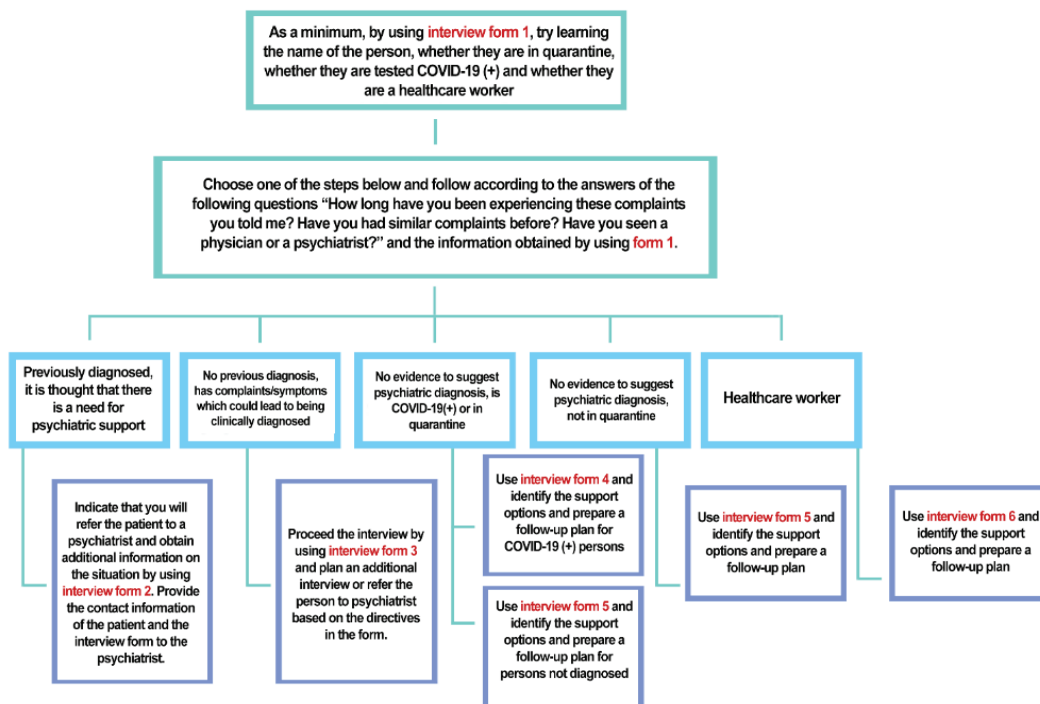 As a minimum, by using interview form 1, try learning
the name of the person, whether they are in quarantine,
whether they are tested COVID-19 (+) and whether they
are a healthcare worker
Choose one of the steps below and follow according to the answers of the
following questions “How long have you been experiencing these complaints
you told me? Have you had similar complaints before? Have you seen a
physician or a psychiatrist?” and the information obtained by using form 1.
Previously diagnosed,
it is thought that there
is a need for
psychiatric support
No previous diagnosis,
has complaints/symptoms
which could lead to being
clinically diagnosed
No evidence to suggest
psychiatric diagnosis, is
COVID-19(+) or in
quarantine
No evidence to suggest
psychiatric diagnosis,
not in quarantine
Healthcare worker
Indicate that you will
refer the patient to a
psychiatrist and obtain
additional information on
the situation by using
interview form 2. Provide
the contact information
of the patient and the
interview form to the
psychiatrist.
Proceed the interview by
using interview form 3
and plan an additional
interview or refer the
person to psychiatrist
based on the directives
in the form.
Use interview form 4 and
identify the support
options and prepare a
follow-up plan for
COVID-19 (+) persons
Use interview form 5 and
identify the support
options and prepare a
follow-up plan for
persons not diagnosed
Use interview form 5 and
identify the support
options and prepare a
follow-up plan
Use interview form 6 and
identify the support
options and prepare a
follow-up plan